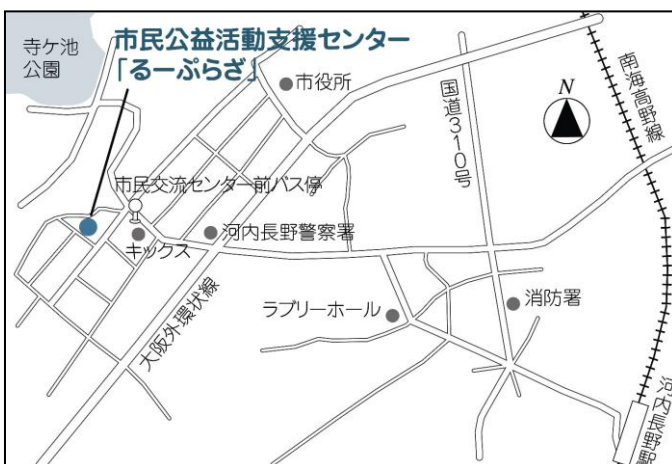 寺ケ池
公園
市民公益活動支援センター
「るーぷらざ」
市役所
国道310号
N
南海高野線
市民交流センター前バス停
キックス
河内長野警察署
大阪外環状線
ラブリーホール
消防署
河内長野駅